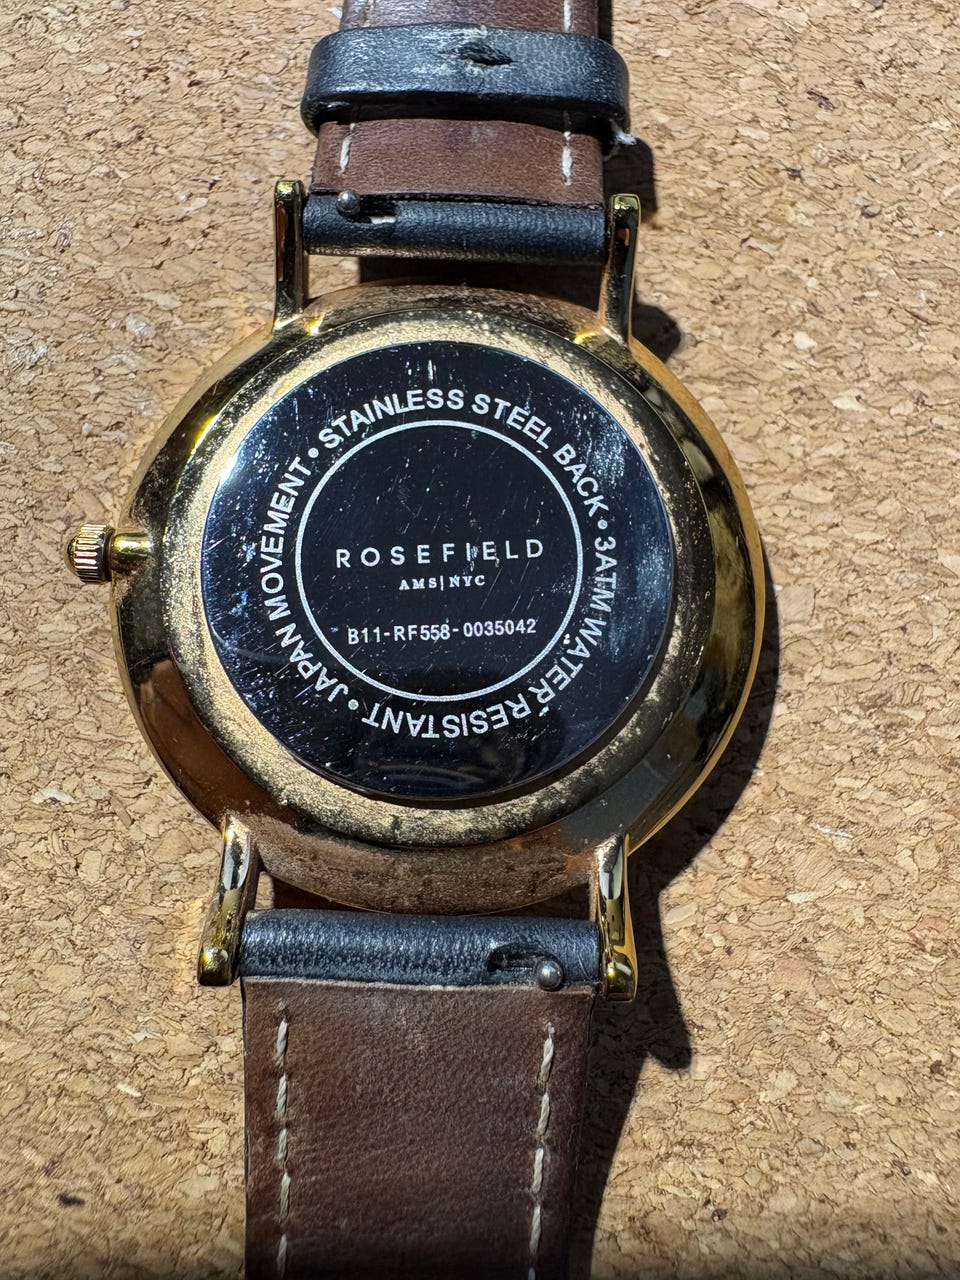 STAINLESS STEEL BACK • 3ATM WATER RESISTANT • JAPAN MOVEMENT •
ROSEFIELD
AMS|NYC
B11-RF558-0035042